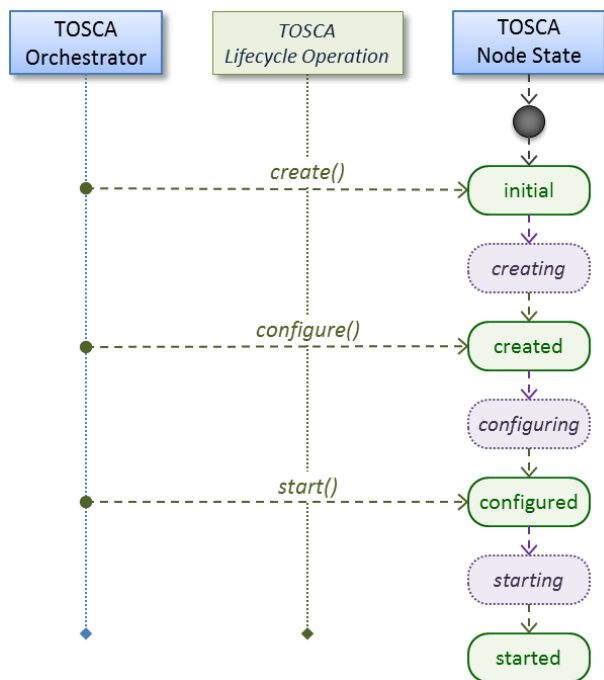 TOSCA
Orchestrator
TOSCA
Lifecycle Operation
TOSCA
Node State
create()
initial
creating
configure()
created
configuring
start()
configured
starting
started